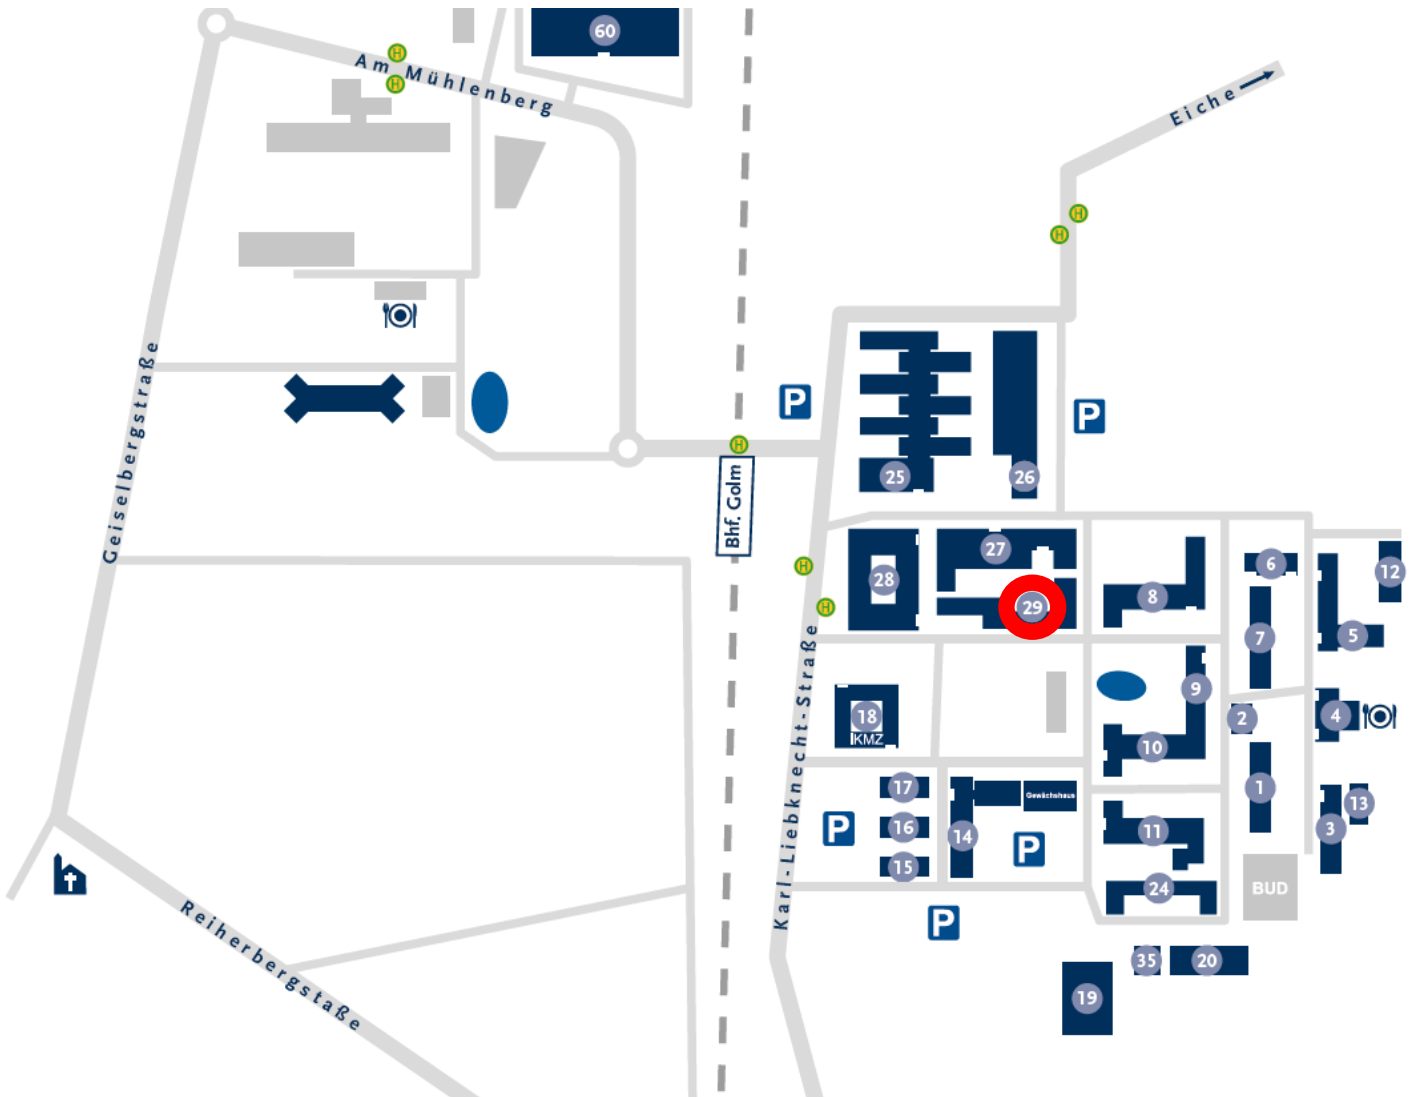 60
H
Am Mühlenberg
H
Eiche
H
H
Geiselbergstraße
P
P
H
Bhf. Golm
25
26
27
28
29
H
H
8
6
12
7
5
Karl-Liebknecht-Straße
9
18
KMZ
2
4
10
17
Gewächshaus
1
13
16
P
14
P
11
3
15
24
BUD
Reiherbergstaße
P
35
20
19